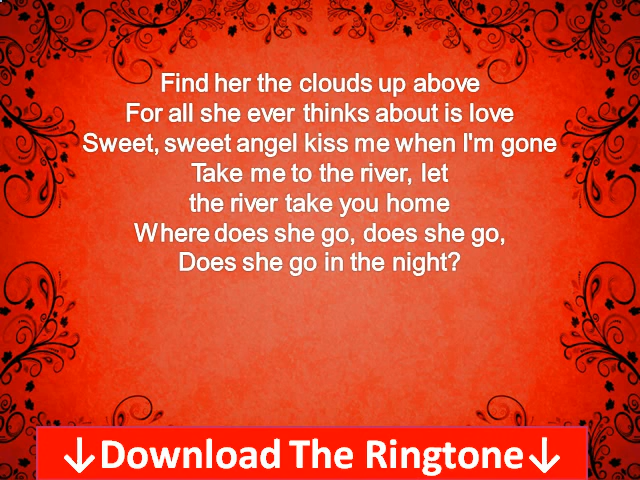 Find her the clouds up above
For all she ever thinks about is love
Sweet, sweet angel kiss me when I'm gone
Take me to the river, let
the river take you home
Where does she go, does she go,
Does she go in the night?
↓Download The Ringtone↓